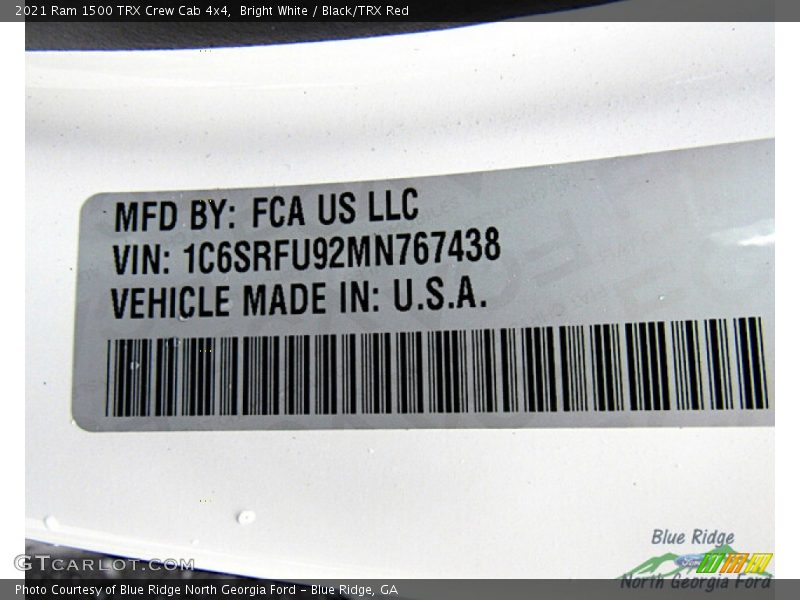 2021 Ram 1500 TRX Crew Cab 4x4, Bright White / Black/TRX Red
MFD BY: FCA US LLC
VIN: 1C6SRFU92MN767438
VEHICLE MADE IN: U.S.A.
Blue Ridge
North Georgia Ford
GTCARLOT.COM
Photo Courtesy of Blue Ridge North Georgia Ford – Blue Ridge, GA